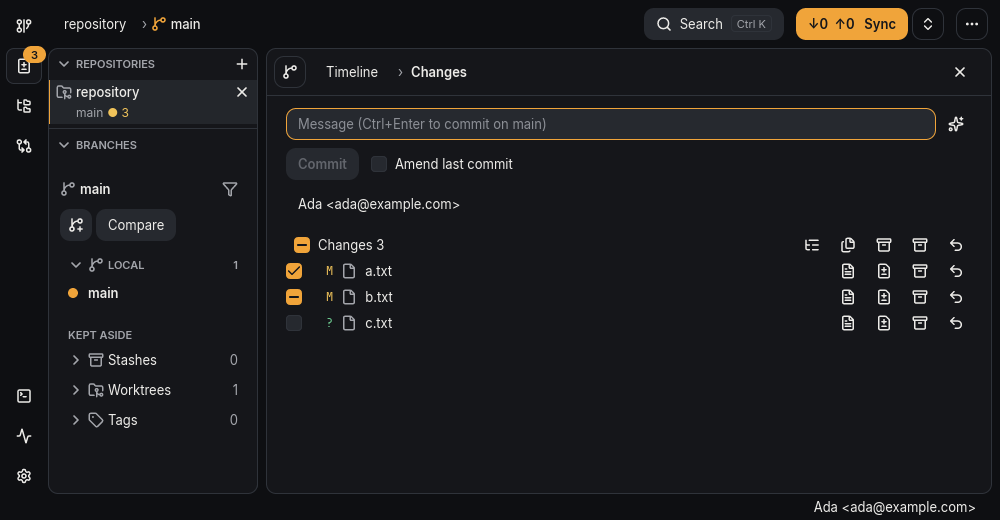 repository › main
Search Ctrl K
↓0 ↑0 Sync
3
REPOSITORIES
repository
main 3
BRANCHES
main
Compare
LOCAL 1
main
KEPT ASIDE
Stashes 0
Worktrees 1
Tags 0
Timeline › Changes
Message (Ctrl+Enter to commit on main)
Commit Amend last commit
Ada <ada@example.com>
Changes 3
M a.txt
M b.txt
? c.txt
Ada <ada@example.com>